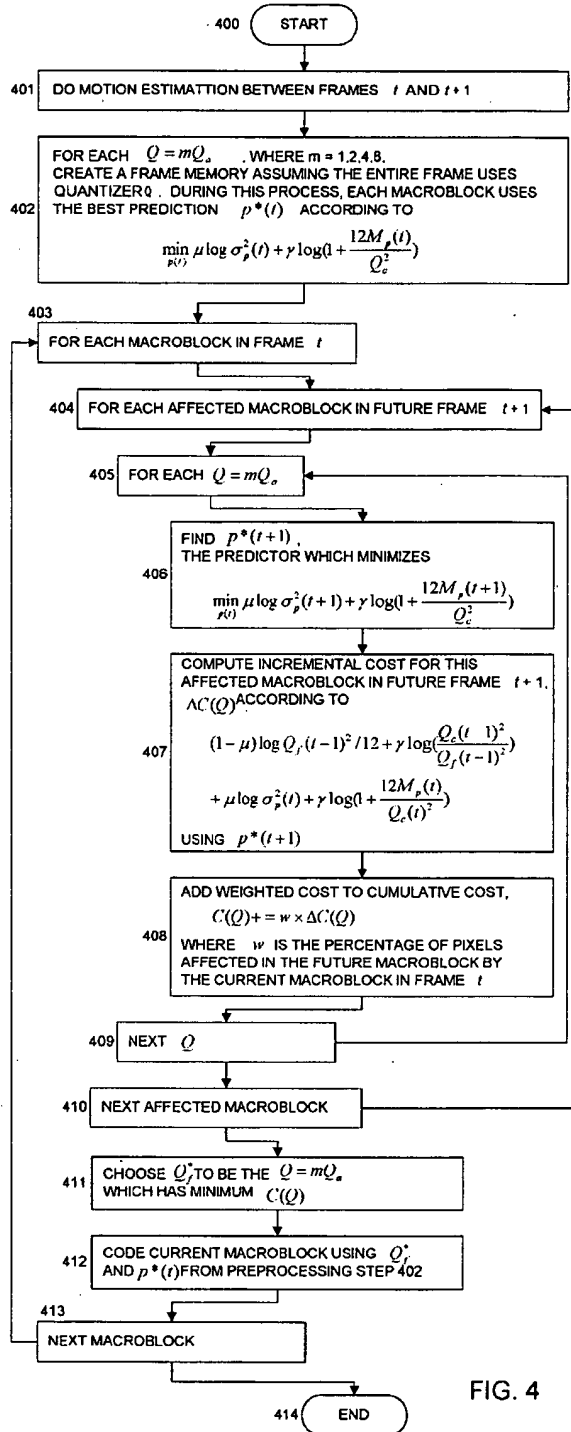 400 START
401 DO MOTION ESTIMATTION BETWEEN FRAMES t AND t+1
FOR EACH Q = mQ_a , WHERE m = 1,2,4,8,
CREATE A FRAME MEMORY ASSUMING THE ENTIRE FRAME USES
QUANTIZER Q . DURING THIS PROCESS, EACH MACROBLOCK USES
402 THE BEST PREDICTION p*(t) ACCORDING TO
min_{p(t)} μ log σ_p^2(t) + γ log(1 + 12M_p(t)/Q_c^2)
403
FOR EACH MACROBLOCK IN FRAME t
404 FOR EACH AFFECTED MACROBLOCK IN FUTURE FRAME t+1
405 FOR EACH Q = mQ_a
FIND p*(t+1),
THE PREDICTOR WHICH MINIMIZES
406
min_{p(t)} μ log σ_p^2(t+1) + γ log(1 + 12M_p(t+1)/Q_c^2)
COMPUTE INCREMENTAL COST FOR THIS
AFFECTED MACROBLOCK IN FUTURE FRAME t+1,
ΔC(Q) ACCORDING TO
407 (1−μ) log Q_f(t−1)^2 /12 + γ log(Q_c(t 1)^2/Q_f(t−1)^2)
+ μ log σ_p^2(t) + γ log(1 + 12M_p(t)/Q_c(t)^2)
USING p*(t+1)
ADD WEIGHTED COST TO CUMULATIVE COST,
408 C(Q)+ = w × ΔC(Q)
WHERE w IS THE PERCENTAGE OF PIXELS
AFFECTED IN THE FUTURE MACROBLOCK BY
THE CURRENT MACROBLOCK IN FRAME t
409 NEXT Q
410 NEXT AFFECTED MACROBLOCK
411 CHOOSE Q_f^* TO BE THE Q = mQ_a
WHICH HAS MINIMUM C(Q)
412 CODE CURRENT MACROBLOCK USING Q_f^*
AND p*(t) FROM PREPROCESSING STEP 402
413
NEXT MACROBLOCK
414 END
FIG. 4